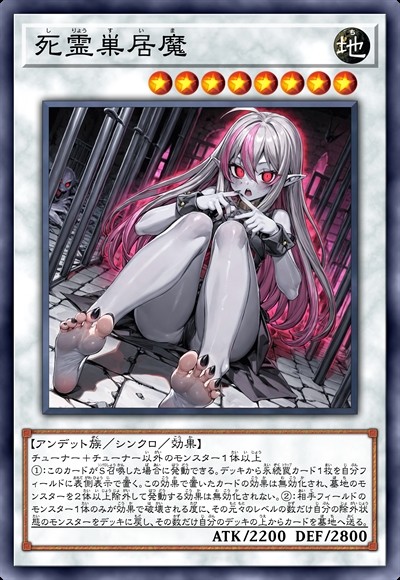 死霊巣居魔
地
【アンデット族／シンクロ／効果】
チューナー＋チューナー以外のモンスター１体以上
①：このカードがＳ召喚した場合に発動できる。デッキから永続罠カード1枚を自分フ
ィールドに表側表示で置く。この効果で置いたカードの効果は無効化され、墓地の
モンスターを２体以上除外して発動する効果は無効化されない。②：相手フィールドの
モンスター１体のみが効果で破壊される度に、その元々のレベルの数だけ自分の除外状
態のモンスターをデッキに戻し、その数だけ自分のデッキの上からカードを墓地へ送る。
ATK/2200 DEF/2800